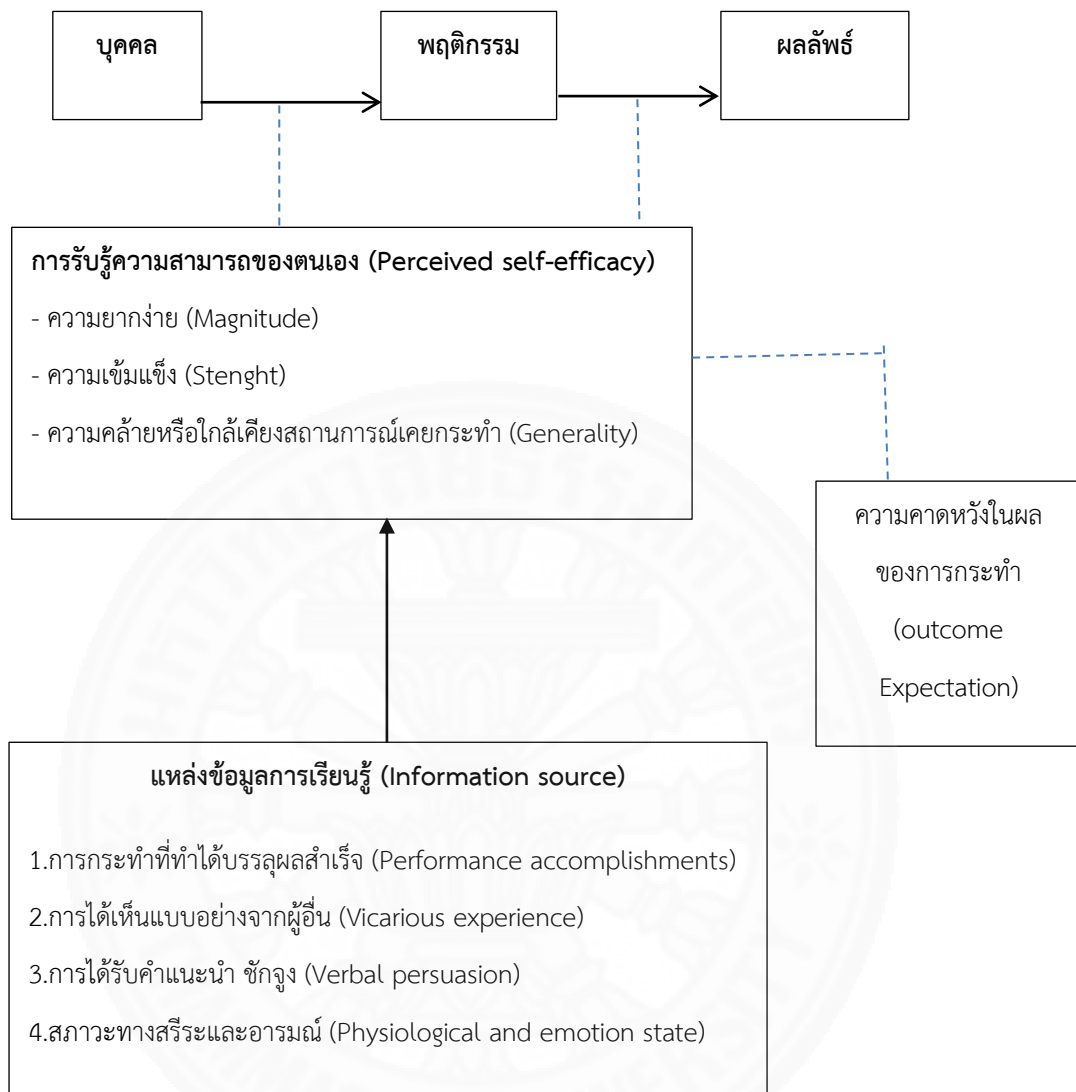 บุคคล
พฤติกรรม
ผลลัพธ์
การรับรู้ความสามารถของตนเอง (Perceived self-efficacy)
- ความยากง่าย (Magnitude)
- ความเข้มแข็ง (Stenght)
- ความคล้ายหรือใกล้เคียงสถานการณ์เคยกระทำ (Generality)
ความคาดหวังในผล
ของการกระทำ
(outcome
Expectation)
แหล่งข้อมูลการเรียนรู้ (Information source)
1.การกระทำที่ทำได้บรรลุผลสำเร็จ (Performance accomplishments)
2.การได้เห็นแบบอย่างจากผู้อื่น (Vicarious experience)
3.การได้รับคำแนะนำ ชักจูง (Verbal persuasion)
4.สภาวะทางสรีระและอารมณ์ (Physiological and emotion state)